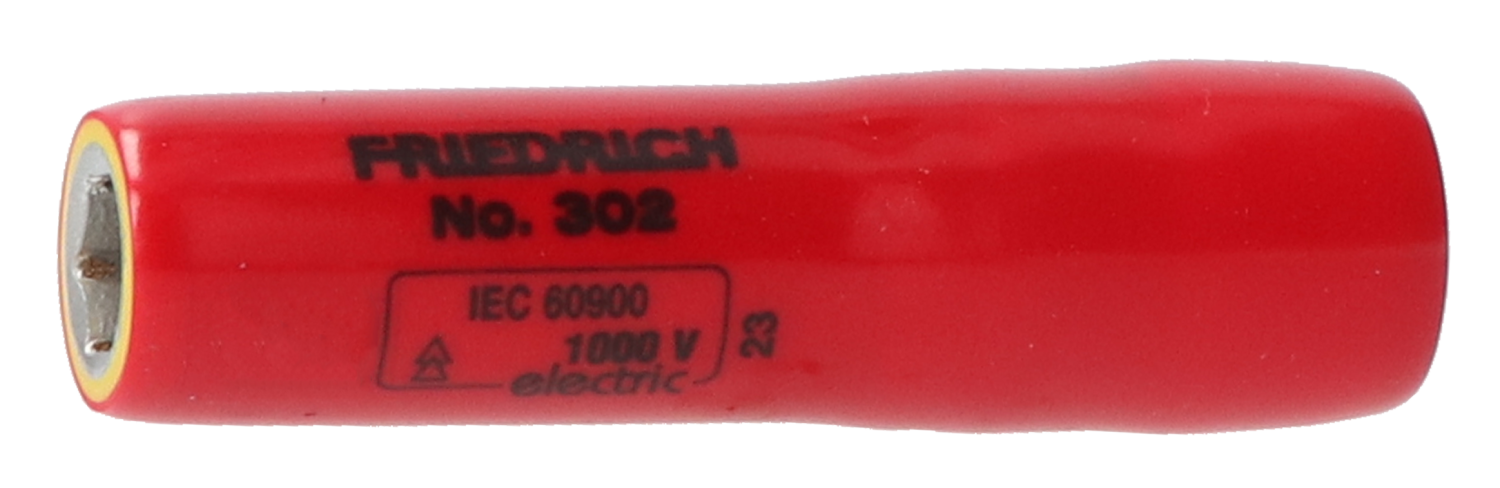 FRIEDRICH
No. 302
IEC 60900
1000 V
electric
23